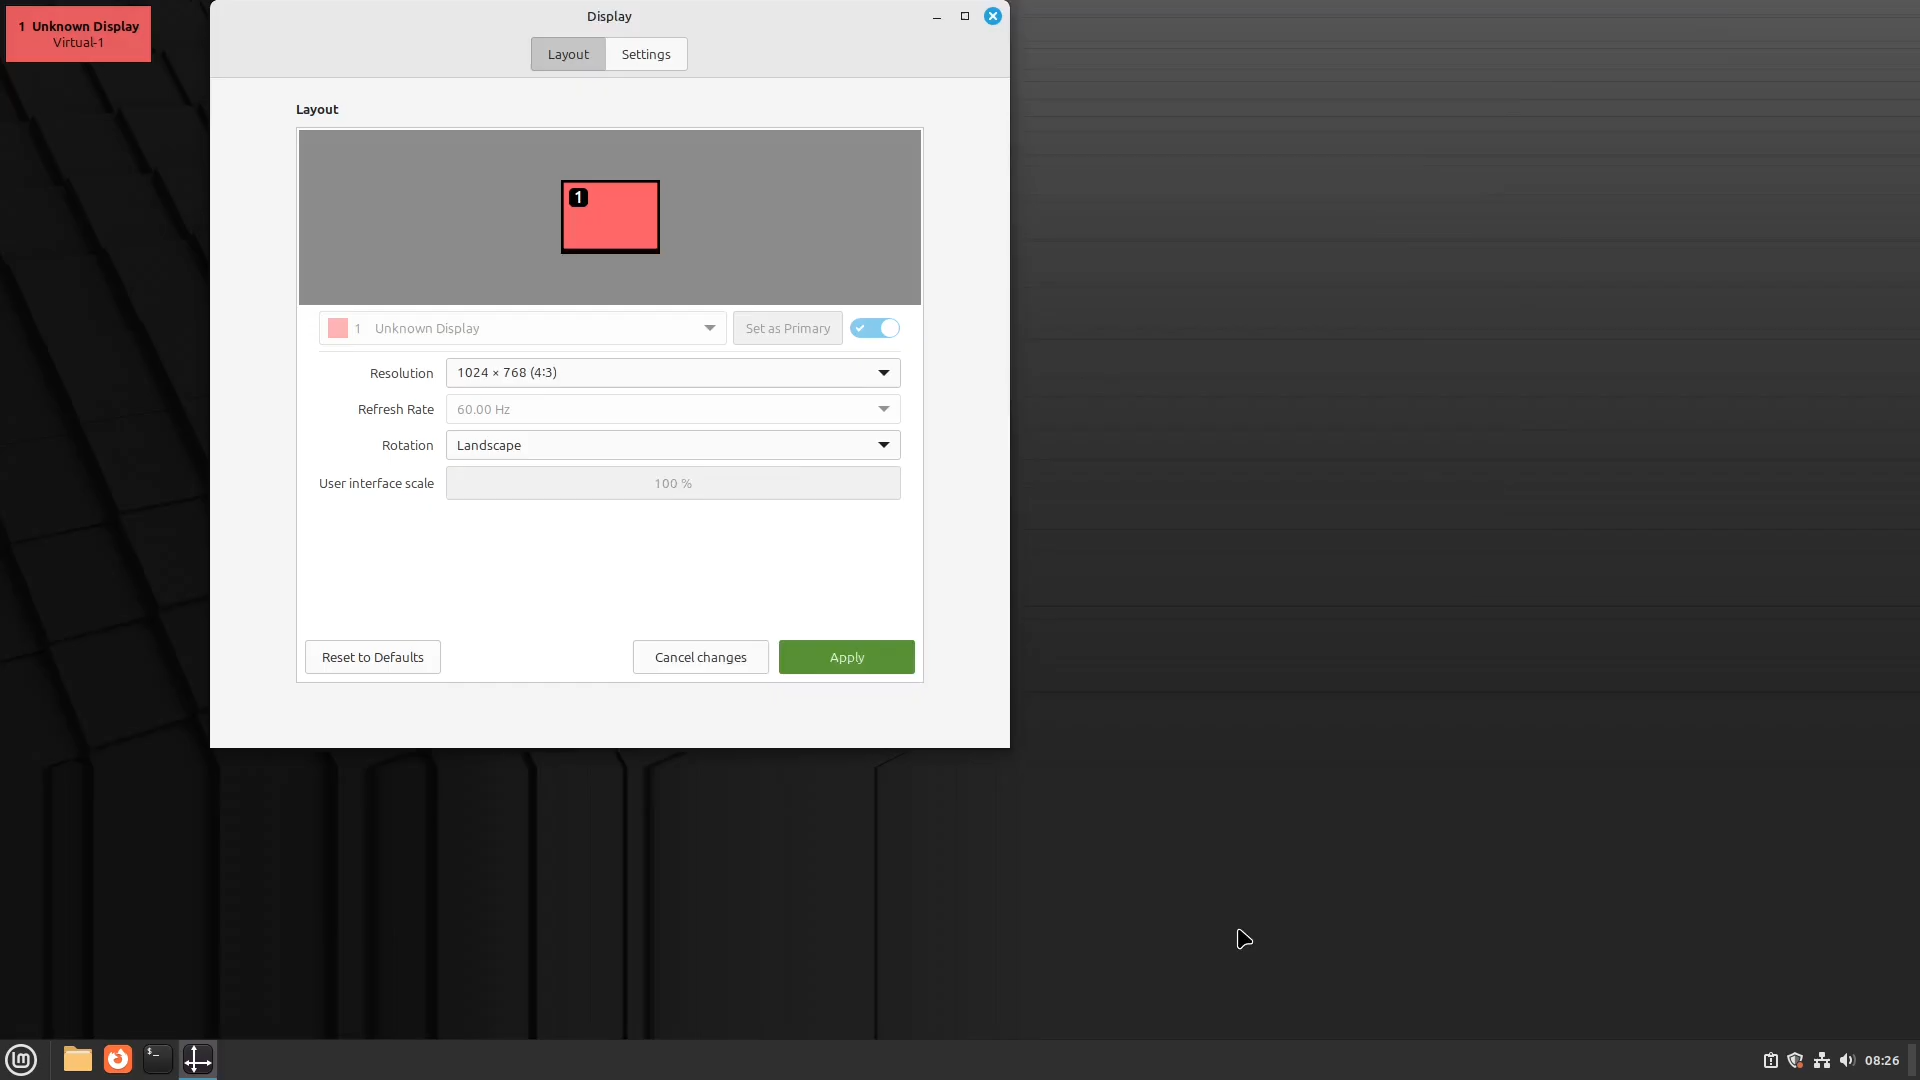 1 Unknown Display
Virtual-1
Display
Layout
Settings
Layout
1
1 Unknown Display
Set as Primary
Resolution
1024 × 768 (4:3)
Refresh Rate
60.00 Hz
Rotation
Landscape
User interface scale
100 %
Reset to Defaults
Cancel changes
Apply
$_
lm
08:26